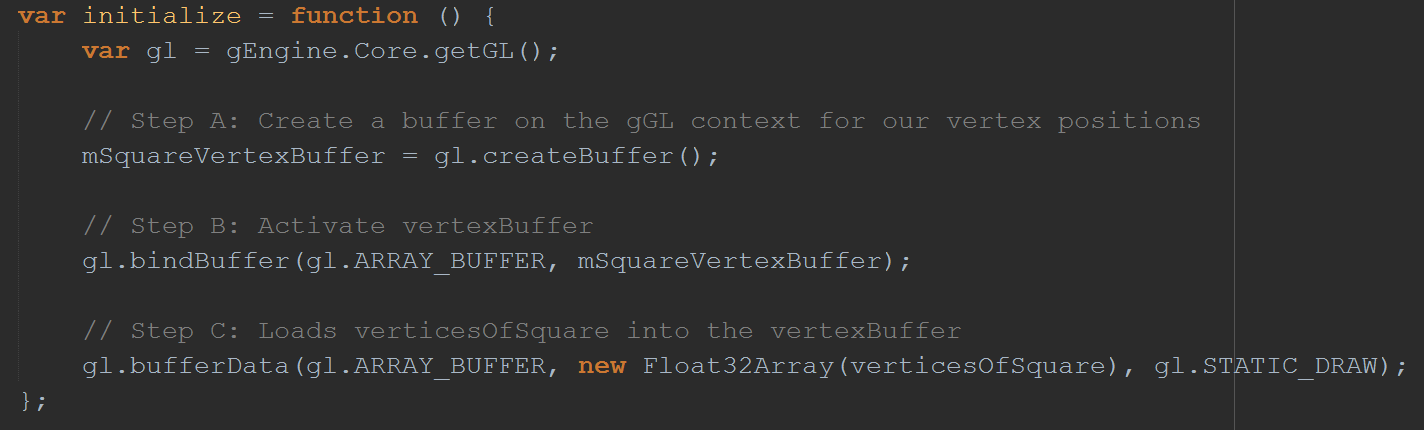 var initialize = function () {
    var gl = gEngine.Core.getGL();

    // Step A: Create a buffer on the gGL context for our vertex positions
    mSquareVertexBuffer = gl.createBuffer();

    // Step B: Activate vertexBuffer
    gl.bindBuffer(gl.ARRAY_BUFFER, mSquareVertexBuffer);

    // Step C: Loads verticesOfSquare into the vertexBuffer
    gl.bufferData(gl.ARRAY_BUFFER, new Float32Array(verticesOfSquare), gl.STATIC_DRAW);
};